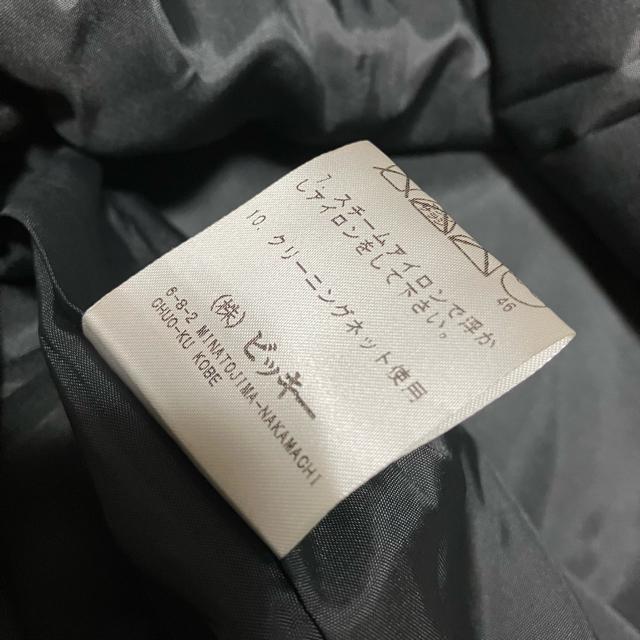 46
7. スチームアイロンで浮か
しアイロンをして下さい。
10. クリーニングネット使用
(株) ビッキー
6-8-2 MINATOJIMA-NAKAMACHI
CHUO-KU KOBE